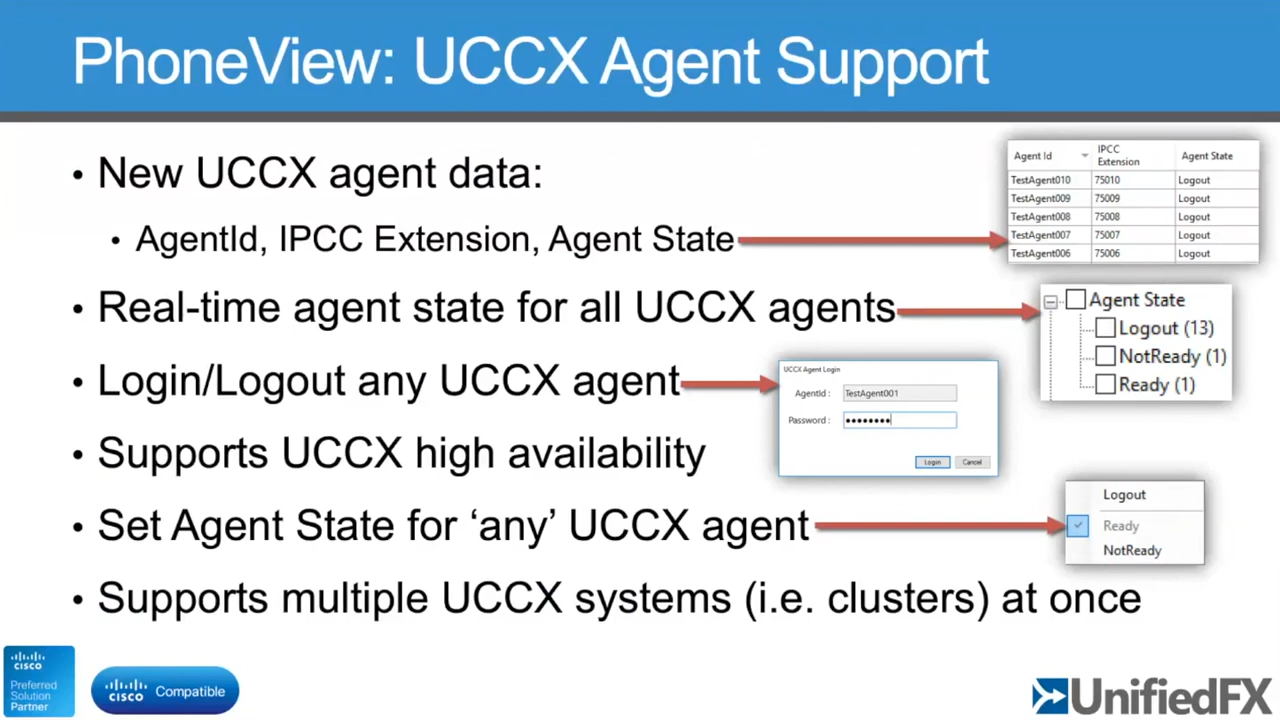 PhoneView: UCCX Agent Support
• New UCCX agent data:
• AgentId, IPCC Extension, Agent State
• Real-time agent state for all UCCX agents
• Login/Logout any UCCX agent
• Supports UCCX high availability
• Set Agent State for ‘any’ UCCX agent
• Supports multiple UCCX systems (i.e. clusters) at once
Agent Id IPCC Extension Agent State
TestAgent010 75010 Logout
TestAgent009 75009 Logout
TestAgent008 75008 Logout
TestAgent007 75007 Logout
TestAgent006 75006 Logout
Agent State
Logout (13)
NotReady (1)
Ready (1)
UCCX Agent Login
AgentId : TestAgent001
Password : ••••••••
Login Cancel
Logout
Ready
NotReady
CISCO
Preferred
Solution
Partner
CISCO Compatible
UnifiedFX